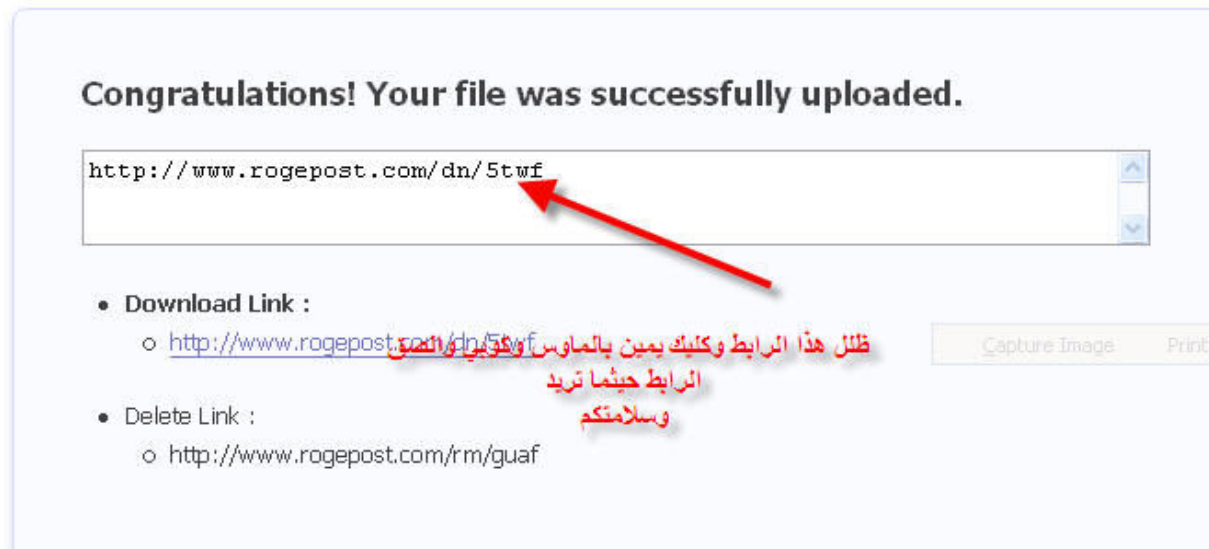 Congratulations! Your file was successfully uploaded.
http://www.rogepost.com/dn/5twf
Download Link :
http://www.rogepost.com/dn/5twf
ظلل هذا الرابط وكليك يمين بالماوس وكوبي والصق
Capture Image Print
الرابط حيثما تريد
Delete Link :
وسلامتكم
http://www.rogepost.com/rm/guaf